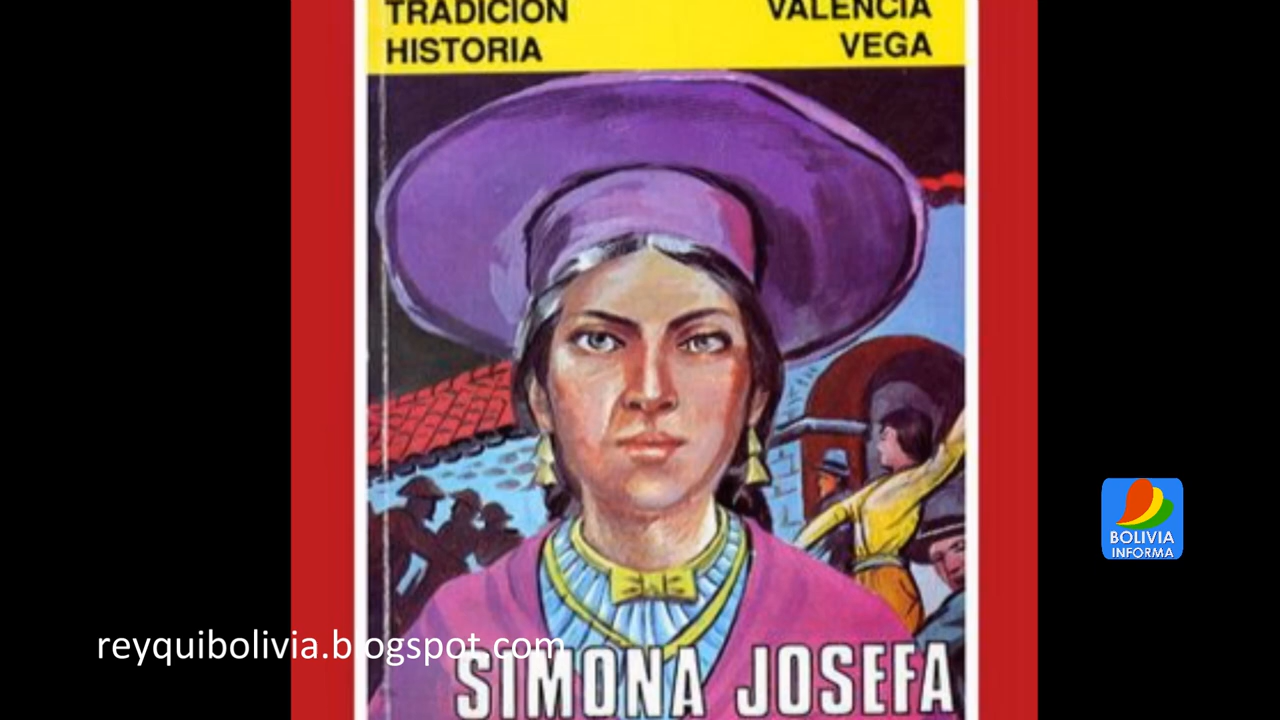 TRADICION
HISTORIA
VALENCIA
VEGA
BOLIVIA
INFORMA
reyquibolivia.blogspot.com
SIMONA JOSEFA